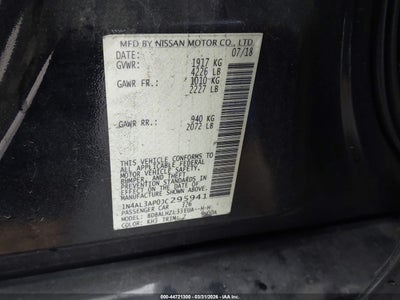 MFD BY NISSAN MOTOR CO., LTD.
07/18
GVWR: 1917 KG
4226 LB
GAWR FR: 1010 KG
2227 LB
GAWR RR: 940 KG
2072 LB
THIS VEHICLE CONFORMS TO
ALL APPLICABLE FEDERAL
MOTOR VEHICLE SAFETY,
BUMPER, AND THEFT
PREVENTION STANDARDS
IN EFFECT ON THE DATE OF
MANUFACTURE SHOWN ABOVE.
1N4AL3AP0JC295941
PASSENGER CAR
COLOR: KH3 TRIM:
© IAA - 44721300 - 03/31/2026 -